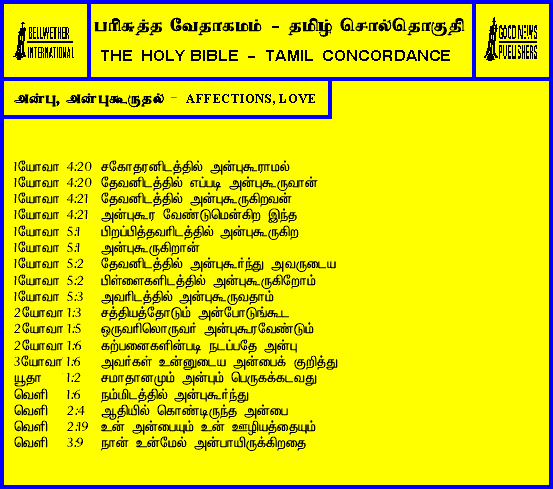 BELLWETHER
INTERNATIONAL
பரிசுத்த வேதாகமம் - தமிழ் சொல்தொகுதி
THE HOLY BIBLE - TAMIL CONCORDANCE
GOOD NEWS
PUBLISHERS
அன்பு, அன்புகூருதல் - AFFECTIONS, LOVE
1யோவா 4:20 சகோதரனிடத்தில் அன்புகூராமல்
1யோவா 4:20 தேவனிடத்தில் எப்படி அன்புகூருவான்
1யோவா 4:21 தேவனிடத்தில் அன்புகூருகிறவன்
1யோவா 4:21 அன்புகூர வேண்டுமென்கிற இந்த
1யோவா 5:1 பிறப்பித்தவரிடத்தில் அன்புகூருகிற
1யோவா 5:1 அன்புகூருகிறான்
1யோவா 5:2 தேவனிடத்தில் அன்புகூர்ந்து அவருடைய
1யோவா 5:2 பிள்ளைகளிடத்தில் அன்புகூருகிறோம்
1யோவா 5:3 அவரிடத்தில் அன்புகூருவதாம்
2யோவா 1:3 சத்தியத்தோடும் அன்போடுங்கூட
2யோவா 1:5 ஒருவரிலொருவர் அன்புகூரவேண்டும்
2யோவா 1:6 கற்பனைகளின்படி நடப்பதே அன்பு
3யோவா 1:6 அவர்கள் உன்னுடைய அன்பைக் குறித்து
யூதா 1:2 சமாதானமும் அன்பும் பெருகக்கடவது
வெளி 1:6 நம்மிடத்தில் அன்புகூர்ந்து
வெளி 2:4 ஆதியில் கொண்டிருந்த அன்பை
வெளி 2:19 உன் அன்பையும் உன் ஊழியத்தையும்
வெளி 3:9 நான் உன்மேல் அன்பாயிருக்கிறதை